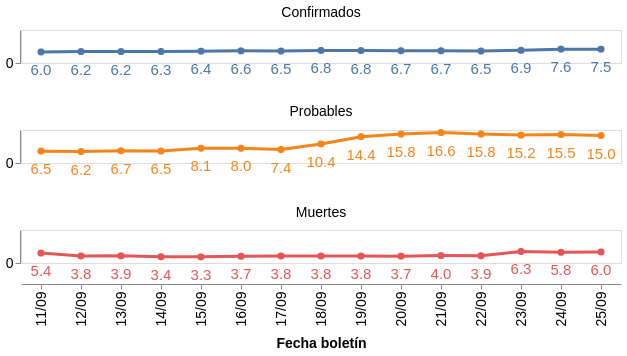 Confirmados
0
6.0 6.2 6.2 6.3 6.4 6.6 6.5 6.8 6.8 6.7 6.7 6.5 6.9 7.6 7.5
Probables
0
6.5 6.2 6.7 6.5 8.1 8.0 7.4 10.4 14.4 15.8 16.6 15.8 15.2 15.5 15.0
Muertes
0
5.4 3.8 3.9 3.4 3.3 3.7 3.8 3.8 3.8 3.7 4.0 3.9 6.3 5.8 6.0
11/09 12/09 13/09 14/09 15/09 16/09 17/09 18/09 19/09 20/09 21/09 22/09 23/09 24/09 25/09
Fecha boletín